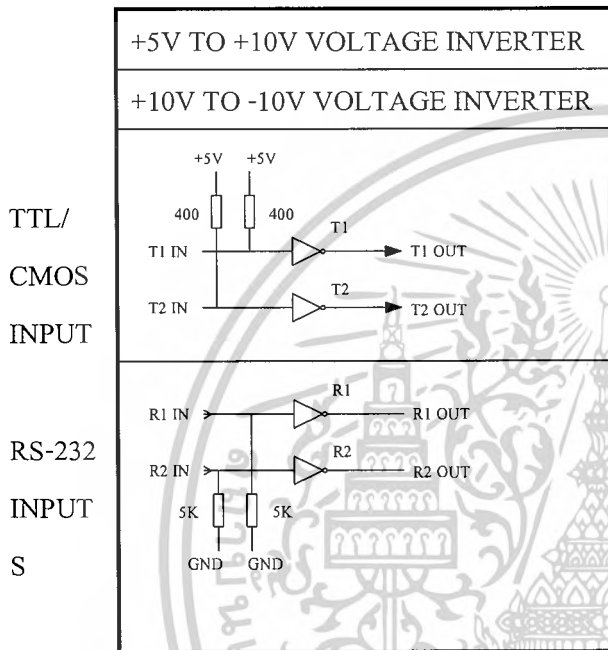 +5V TO +10V VOLTAGE INVERTER
+10V TO -10V VOLTAGE INVERTER
TTL/
CMOS
INPUT
+5V +5V
400 400
T1
T1 IN T1 OUT
T2
T2 IN T2 OUT
RS-232
INPUT
S
R1
R1 IN R1 OUT
R2
R2 IN R2 OUT
5K 5K
GND GND